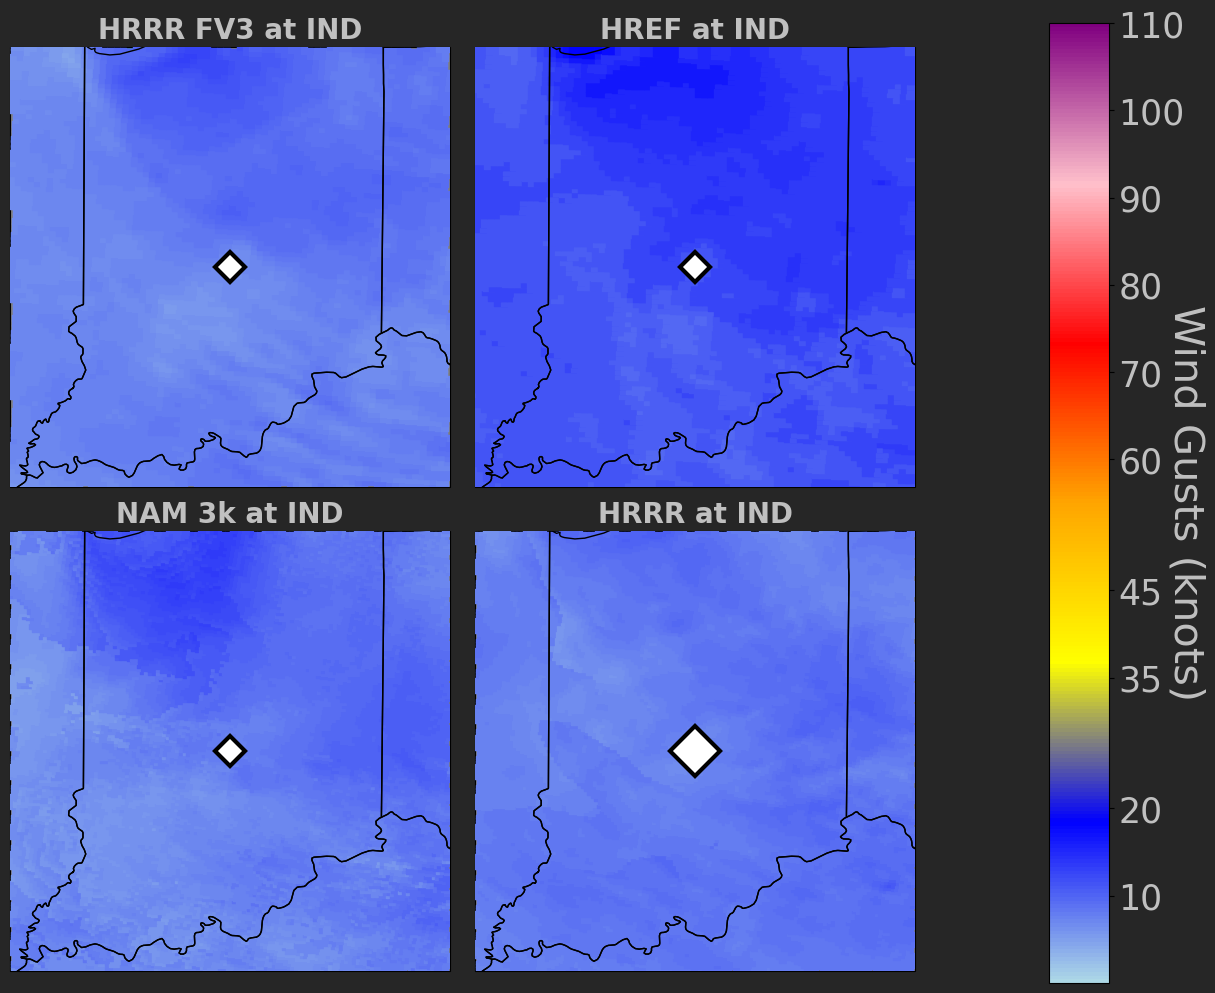 HRRR FV3 at IND
HREF at IND
NAM 3k at IND
HRRR at IND
110
100
90
80
70
60
45
35
20
10
Wind Gusts (knots)